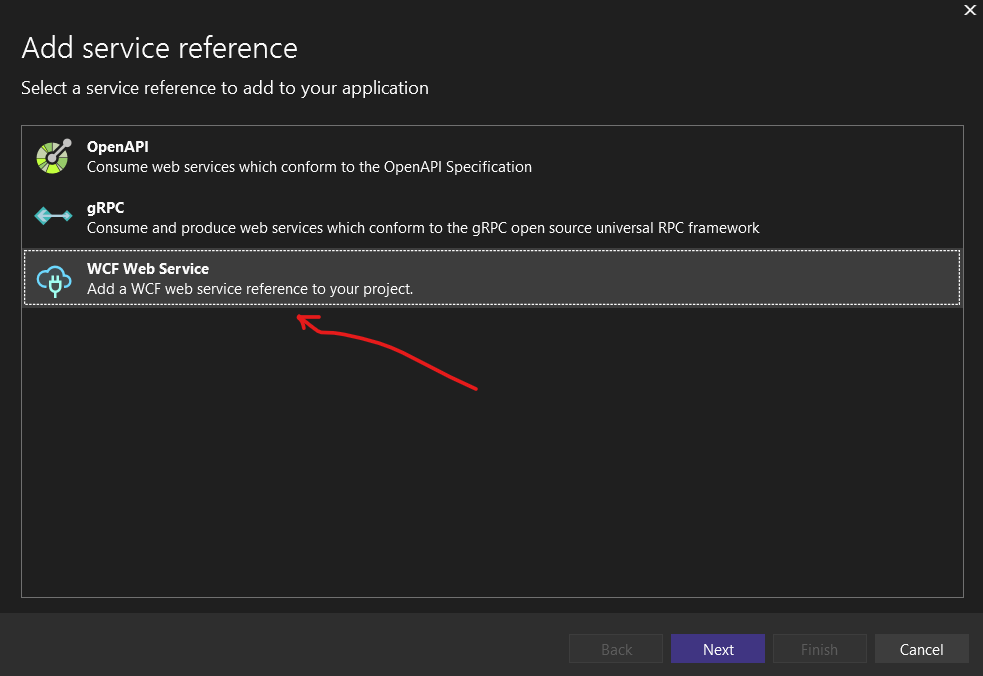 Add service reference
Select a service reference to add to your application
OpenAPI
Consume web services which conform to the OpenAPI Specification
gRPC
Consume and produce web services which conform to the gRPC open source universal RPC framework
WCF Web Service
Add a WCF web service reference to your project.
Back
Next
Finish
Cancel